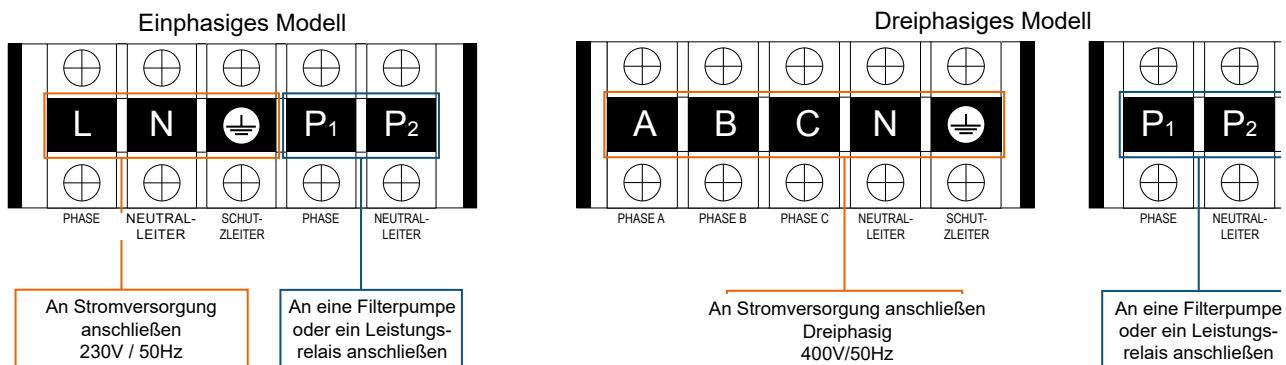 Einphasiges Modell
L N P1 P2
PHASE NEUTRAL- SCHUT- PHASE NEUTRAL-
LEITER ZLEITER LEITER
An Stromversorgung
anschließen
230V / 50Hz
An eine Filterpumpe
oder ein Leistungs-
relais anschließen
Dreiphasiges Modell
A B C N
PHASE A PHASE B PHASE C NEUTRAL- SCHUT-
LEITER ZLEITER
P1 P2
PHASE NEUTRAL-
LEITER
An Stromversorgung anschließen
Dreiphasig
400V/50Hz
An eine Filterpumpe
oder ein Leistungs-
relais anschließen